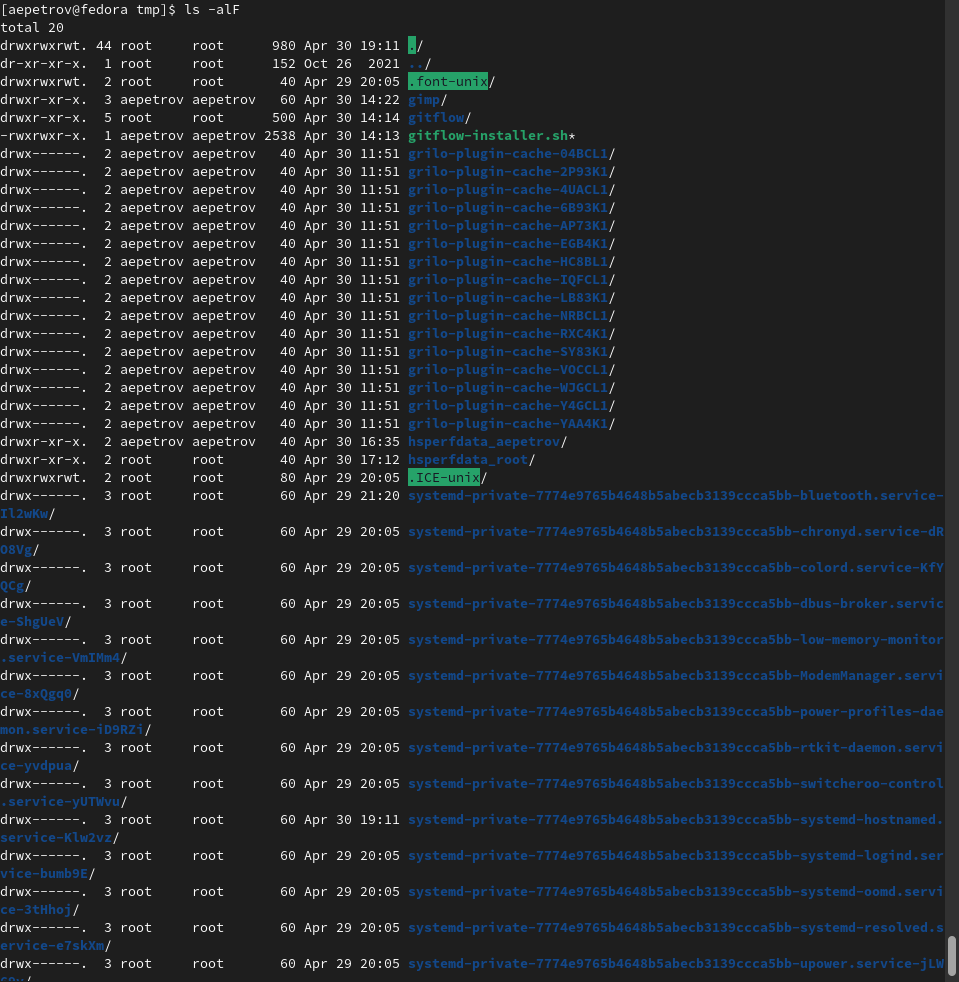 [aepetrov@fedora tmp]$ ls -alF
total 20
drwxrwxrwt. 44 root     root      980 Apr 30 19:11 ./
dr-xr-xr-x.  1 root     root      152 Oct 26  2021 ../
drwxrwxrwt.  2 root     root       40 Apr 29 20:05 .font-unix/
drwxr-xr-x.  3 aepetrov aepetrov   60 Apr 30 14:22 gimp/
drwxr-xr-x.  5 root     root      500 Apr 30 14:14 gitflow/
-rwxrwxr-x.  1 aepetrov aepetrov 2538 Apr 30 14:13 gitflow-installer.sh*
drwx------.  2 aepetrov aepetrov   40 Apr 30 11:51 grilo-plugin-cache-04BCL1/
drwx------.  2 aepetrov aepetrov   40 Apr 30 11:51 grilo-plugin-cache-2P93K1/
drwx------.  2 aepetrov aepetrov   40 Apr 30 11:51 grilo-plugin-cache-4UACL1/
drwx------.  2 aepetrov aepetrov   40 Apr 30 11:51 grilo-plugin-cache-6B93K1/
drwx------.  2 aepetrov aepetrov   40 Apr 30 11:51 grilo-plugin-cache-AP73K1/
drwx------.  2 aepetrov aepetrov   40 Apr 30 11:51 grilo-plugin-cache-EGB4K1/
drwx------.  2 aepetrov aepetrov   40 Apr 30 11:51 grilo-plugin-cache-HC8BL1/
drwx------.  2 aepetrov aepetrov   40 Apr 30 11:51 grilo-plugin-cache-IQFCL1/
drwx------.  2 aepetrov aepetrov   40 Apr 30 11:51 grilo-plugin-cache-LB83K1/
drwx------.  2 aepetrov aepetrov   40 Apr 30 11:51 grilo-plugin-cache-NRBCL1/
drwx------.  2 aepetrov aepetrov   40 Apr 30 11:51 grilo-plugin-cache-RXC4K1/
drwx------.  2 aepetrov aepetrov   40 Apr 30 11:51 grilo-plugin-cache-SY83K1/
drwx------.  2 aepetrov aepetrov   40 Apr 30 11:51 grilo-plugin-cache-VOCCL1/
drwx------.  2 aepetrov aepetrov   40 Apr 30 11:51 grilo-plugin-cache-WJGCL1/
drwx------.  2 aepetrov aepetrov   40 Apr 30 11:51 grilo-plugin-cache-Y4GCL1/
drwx------.  2 aepetrov aepetrov   40 Apr 30 11:51 grilo-plugin-cache-YAA4K1/
drwxr-xr-x.  2 aepetrov aepetrov   40 Apr 30 16:35 hsperfdata_aepetrov/
drwxr-xr-x.  2 root     root       40 Apr 30 17:12 hsperfdata_root/
drwxrwxrwt.  2 root     root       80 Apr 29 20:05 .ICE-unix/
drwx------.  3 root     root       60 Apr 29 21:20 systemd-private-7774e9765b4648b5abecb3139ccca5bb-bluetooth.service-
Il2wKw/
drwx------.  3 root     root       60 Apr 29 20:05 systemd-private-7774e9765b4648b5abecb3139ccca5bb-chronyd.service-dR
O8Vg/
drwx------.  3 root     root       60 Apr 29 20:05 systemd-private-7774e9765b4648b5abecb3139ccca5bb-colord.service-KfY
QCg/
drwx------.  3 root     root       60 Apr 29 20:05 systemd-private-7774e9765b4648b5abecb3139ccca5bb-dbus-broker.servic
e-ShgUeV/
drwx------.  3 root     root       60 Apr 29 20:05 systemd-private-7774e9765b4648b5abecb3139ccca5bb-low-memory-monitor
.service-VmIMm4/
drwx------.  3 root     root       60 Apr 29 20:05 systemd-private-7774e9765b4648b5abecb3139ccca5bb-ModemManager.servi
ce-8xQgq0/
drwx------.  3 root     root       60 Apr 29 20:05 systemd-private-7774e9765b4648b5abecb3139ccca5bb-power-profiles-dae
mon.service-iD9RZi/
drwx------.  3 root     root       60 Apr 29 20:05 systemd-private-7774e9765b4648b5abecb3139ccca5bb-rtkit-daemon.servi
ce-yvdpua/
drwx------.  3 root     root       60 Apr 29 20:05 systemd-private-7774e9765b4648b5abecb3139ccca5bb-switcheroo-control
.service-yUTWvu/
drwx------.  3 root     root       60 Apr 30 19:11 systemd-private-7774e9765b4648b5abecb3139ccca5bb-systemd-hostnamed.
service-Klw2vz/
drwx------.  3 root     root       60 Apr 29 20:05 systemd-private-7774e9765b4648b5abecb3139ccca5bb-systemd-logind.ser
vice-bumb9E/
drwx------.  3 root     root       60 Apr 29 20:05 systemd-private-7774e9765b4648b5abecb3139ccca5bb-systemd-oomd.servi
ce-3tHhoj/
drwx------.  3 root     root       60 Apr 29 20:05 systemd-private-7774e9765b4648b5abecb3139ccca5bb-systemd-resolved.s
ervice-e7skXm/
drwx------.  3 root     root       60 Apr 29 20:05 systemd-private-7774e9765b4648b5abecb3139ccca5bb-upower.service-jLW